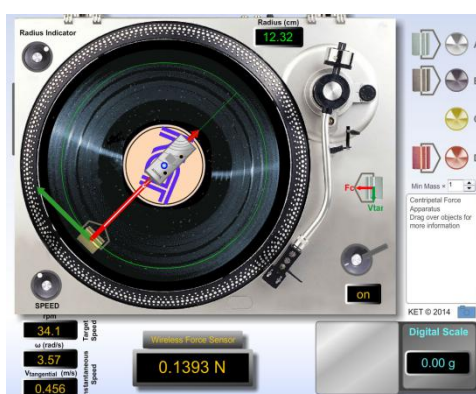 Radius Indicator
Radius (cm)
12.32
Fc
Vtan
Min Mass +
1
Centripetal Force
Apparatus
Drag over objects for
more information
on
KET © 2014
SPEED
rpm
34.1
Target
Speed
ω (rad/s)
3.57
Vtangential (m/s)
0.456
Instantaneous
Speed
Wireless Force Sensor
0.1393 N
Digital Scale
0.00 g